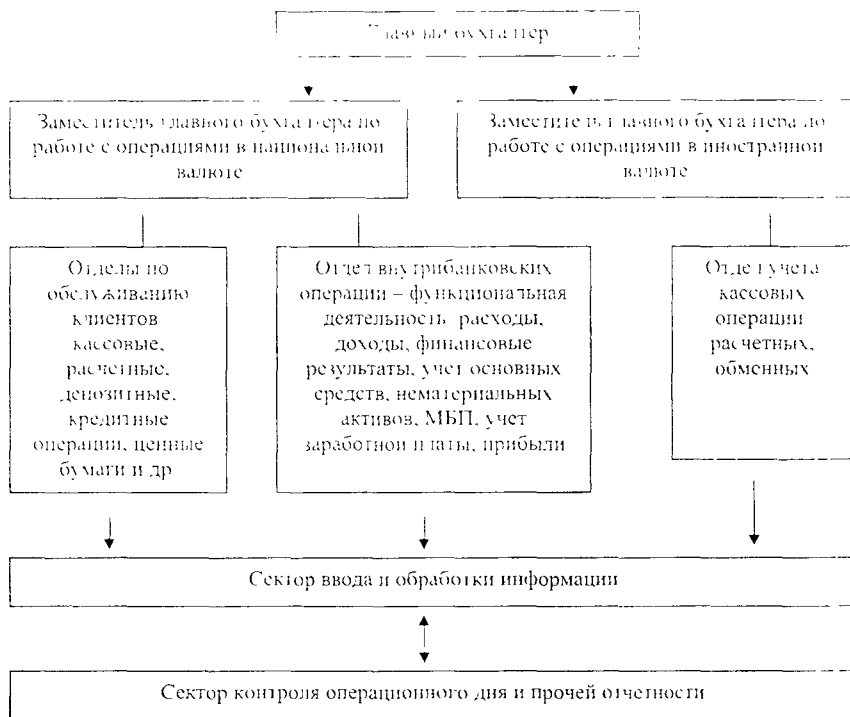 Главный бухгалтер
Заместитель главного бухгалтера по
работе с операциями в национальной
валюте
Заместитель главного бухгалтера по
работе с операциями в иностранной
валюте
Отделы по
обслуживанию
клиентов
кассовые,
расчетные,
депозитные,
кредитные
операции, ценные
бумаги и др
Отдел внутрибанковских
операции – функциональная
деятельность расходы,
доходы, финансовые
результаты, учет основных
средств, нематериальных
активов, МБП, учет
заработной платы, прибыли
Отдел учета
кассовых
операции
расчетных,
обменных
Сектор ввода и обработки информации
Сектор контроля операционного дня и прочей отчетности